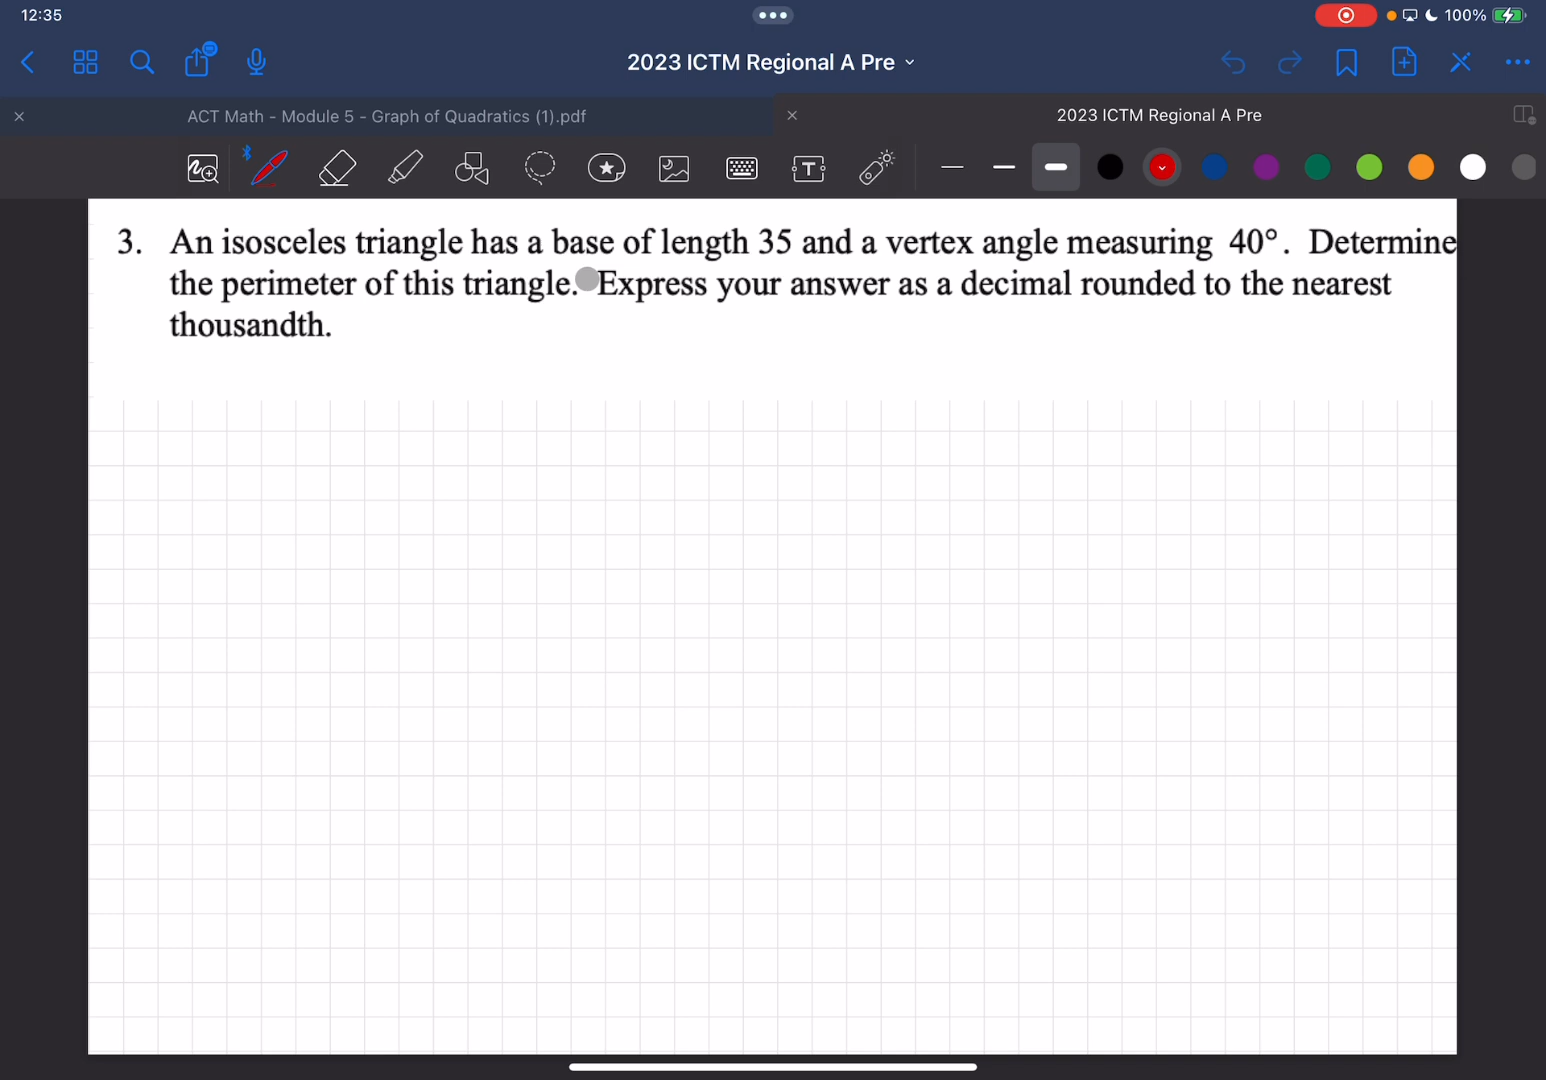 12:35
100%
2023 ICTM Regional A Pre
ACT Math - Module 5 - Graph of Quadratics (1).pdf
2023 ICTM Regional A Pre
3. An isosceles triangle has a base of length 35 and a vertex angle measuring 40°. Determine
the perimeter of this triangle. Express your answer as a decimal rounded to the nearest
thousandth.